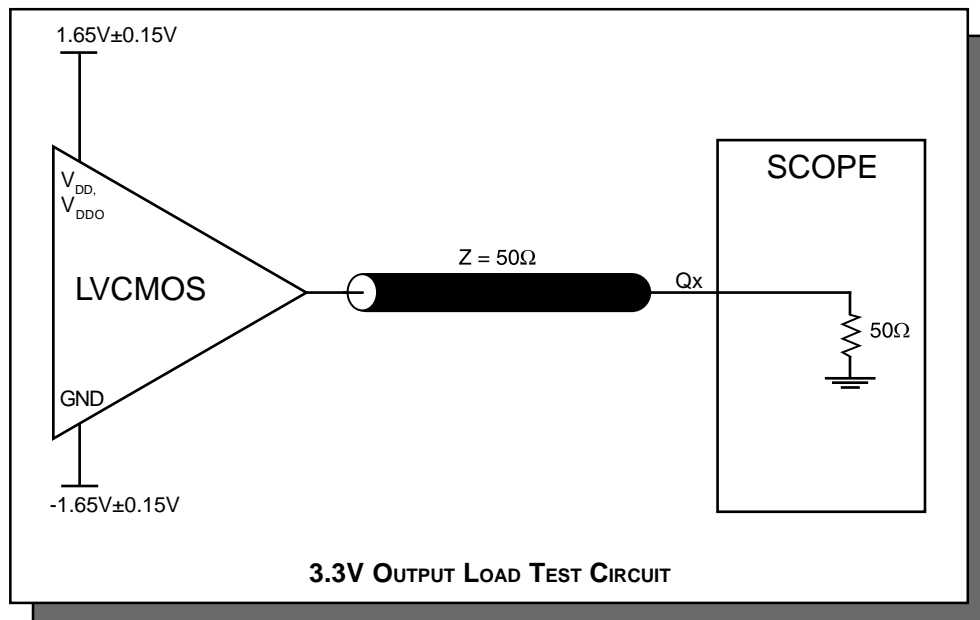 1.65V±0.15V
SCOPE
VDD,
VDDO
Z = 50Ω
LVCMOS
Qx
50Ω
GND
-1.65V±0.15V
3.3V OUTPUT LOAD TEST CIRCUIT